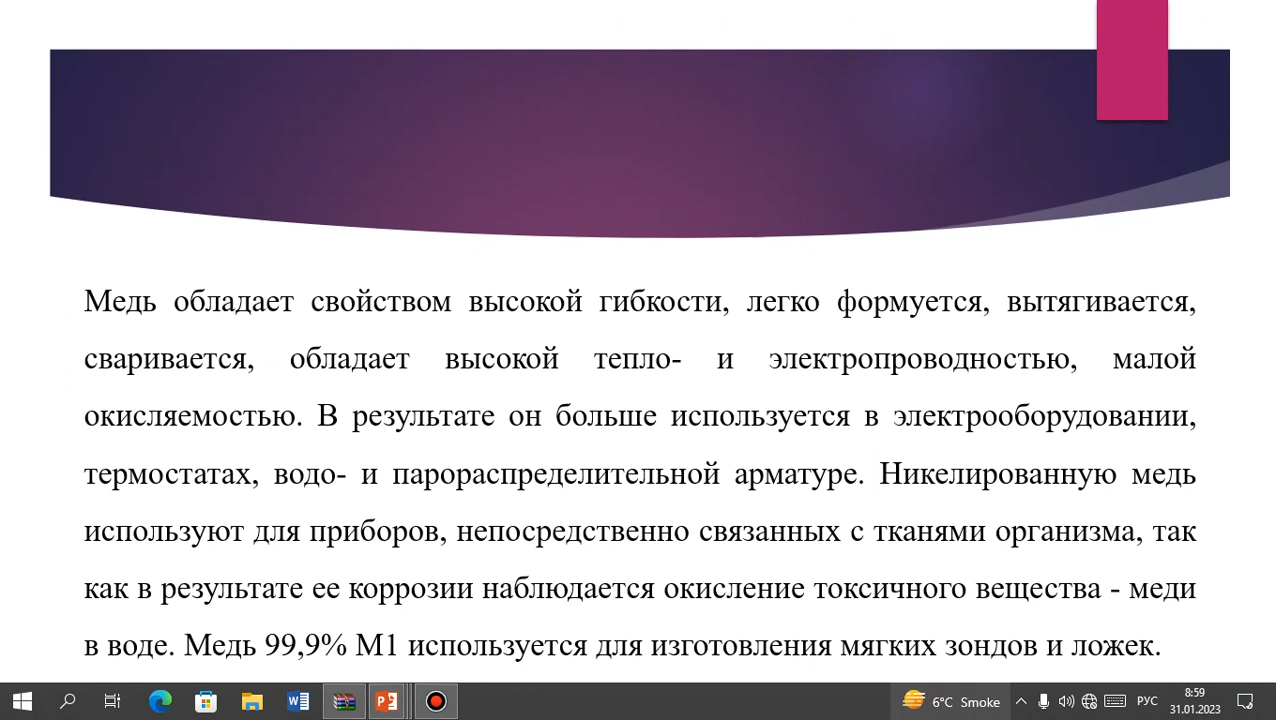 Медь обладает свойством высокой гибкости, легко формуется, вытягивается,
сваривается, обладает высокой тепло- и электропроводностью, малой
окисляемостью. В результате он больше используется в электрооборудовании,
термостатах, водо- и парораспределительной арматуре. Никелированную медь
используют для приборов, непосредственно связанных с тканями организма, так
как в результате ее коррозии наблюдается окисление токсичного вещества - меди
в воде. Медь 99,9% М1 используется для изготовления мягких зондов и ложек.
6°C Smoke
РУС
8:59
31.01.2023